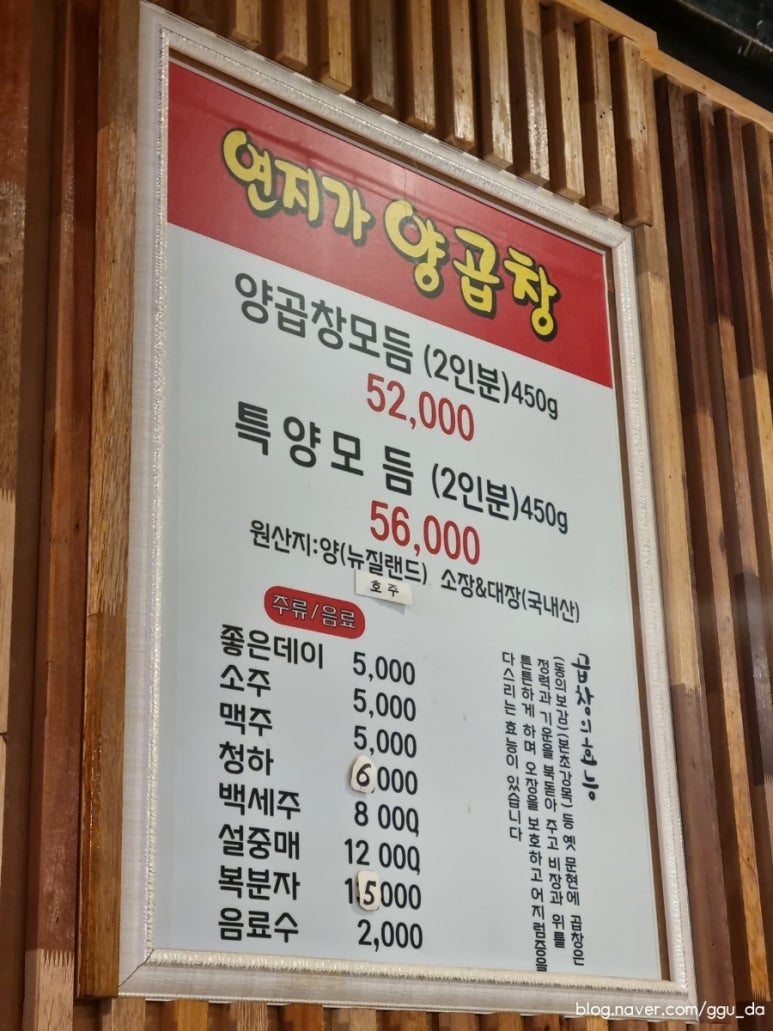 연지가 양곱창
양곱창모듬 (2인분)450g
52,000
특양모듬 (2인분)450g
56,000
원산지:양(뉴질랜드) 소장&대장(국내산)
호주
주류/음료
좋은데이 5,000
소주 5,000
맥주 5,000
청하 6,000
백세주 8 000
설중매 12 000
복분자 15000
음료수 2,000
곱창의 효능
(동의보감)(본초강목) 등 옛 문헌에 곱창은
정력과 기운을 북돋아 주고 비장과 위를
튼튼하게 하며 오장을 보호하고 어지럼증을
다스리는 효능이 있습니다
blog.naver.com/ggu_da